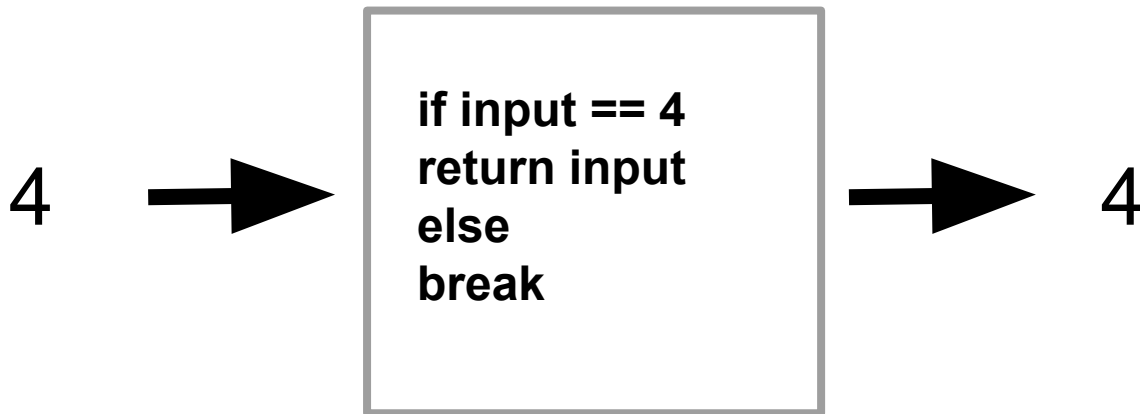 4
if input == 4
return input
else
break
4